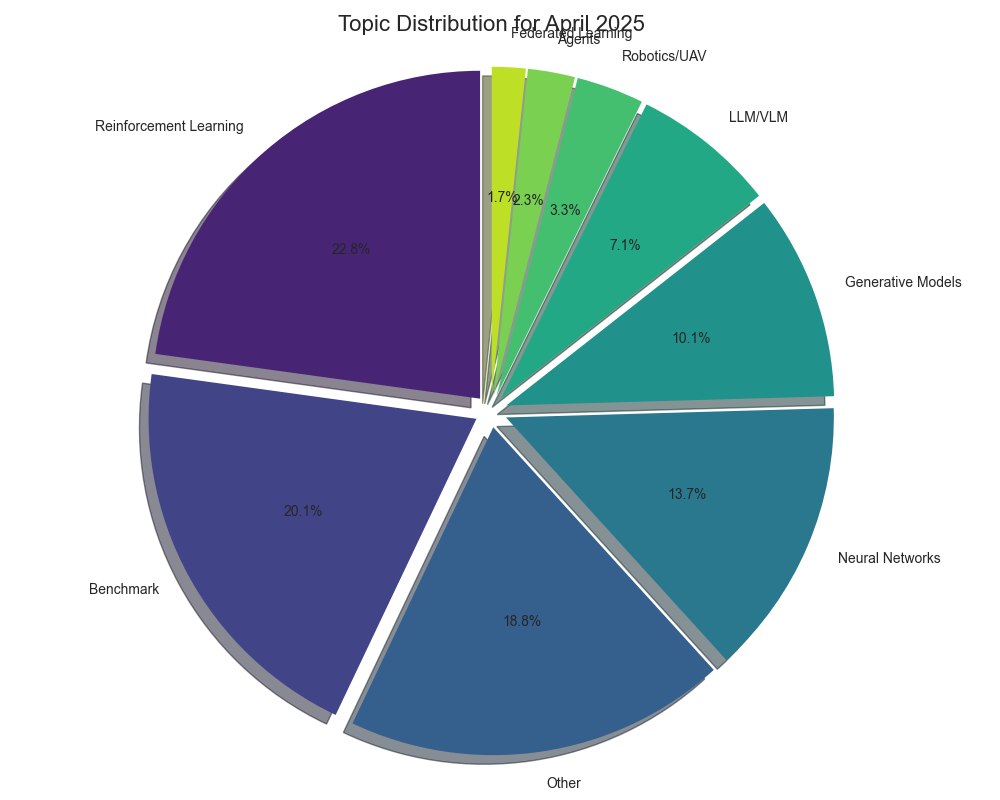 Topic Distribution for April 2025
Federated Learning
Agents
Robotics/UAV
LLM/VLM
Reinforcement Learning
1.7%
2.3%
3.3%
7.1%
22.8%
Generative Models
10.1%
13.7%
20.1%
Neural Networks
Benchmark
18.8%
Other